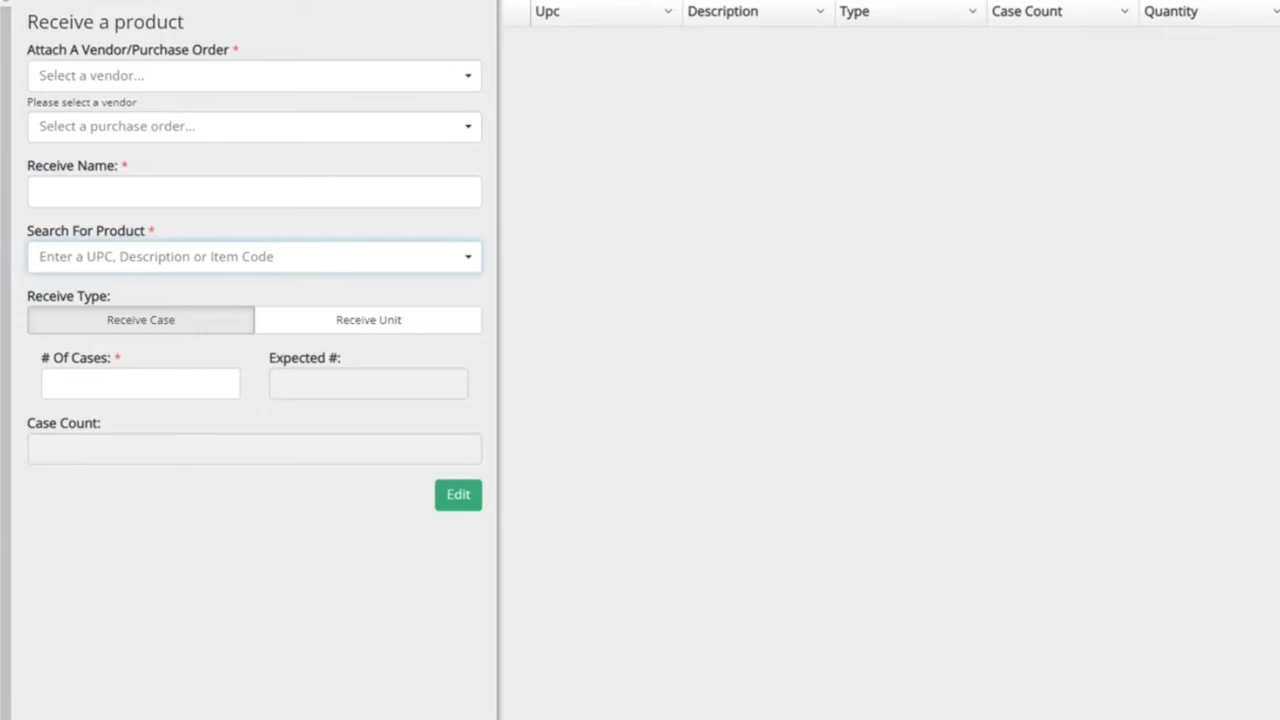 Receive a product
Attach A Vendor/Purchase Order *
Select a vendor...
Please select a vendor
Select a purchase order...
Receive Name: *
Search For Product *
Enter a UPC, Description or Item Code
Receive Type:
Receive Case Receive Unit
# Of Cases: * Expected #:
Case Count:
Edit
Upc Description Type Case Count Quantity